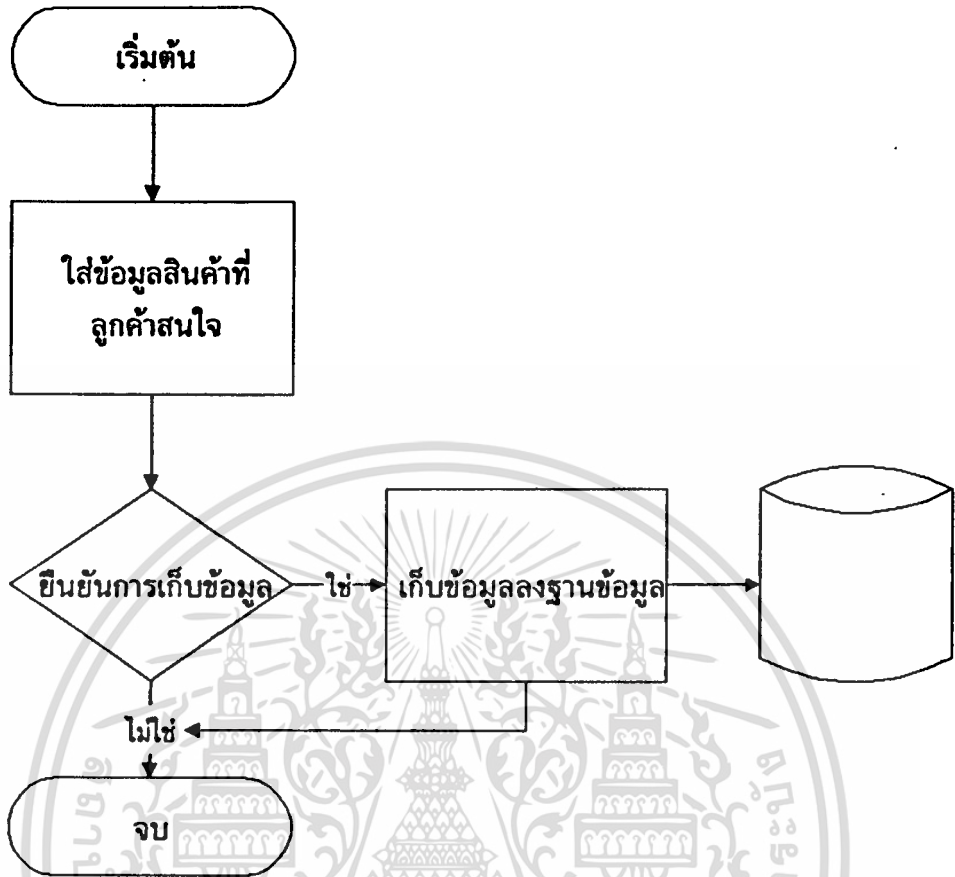 เริ่มต้น
ใส่ข้อมูลสินค้าที่
ลูกค้าสนใจ
ยืนยันการเก็บข้อมูล
ใช่
เก็บข้อมูลลงฐานข้อมูล
ไม่ใช่
จบ